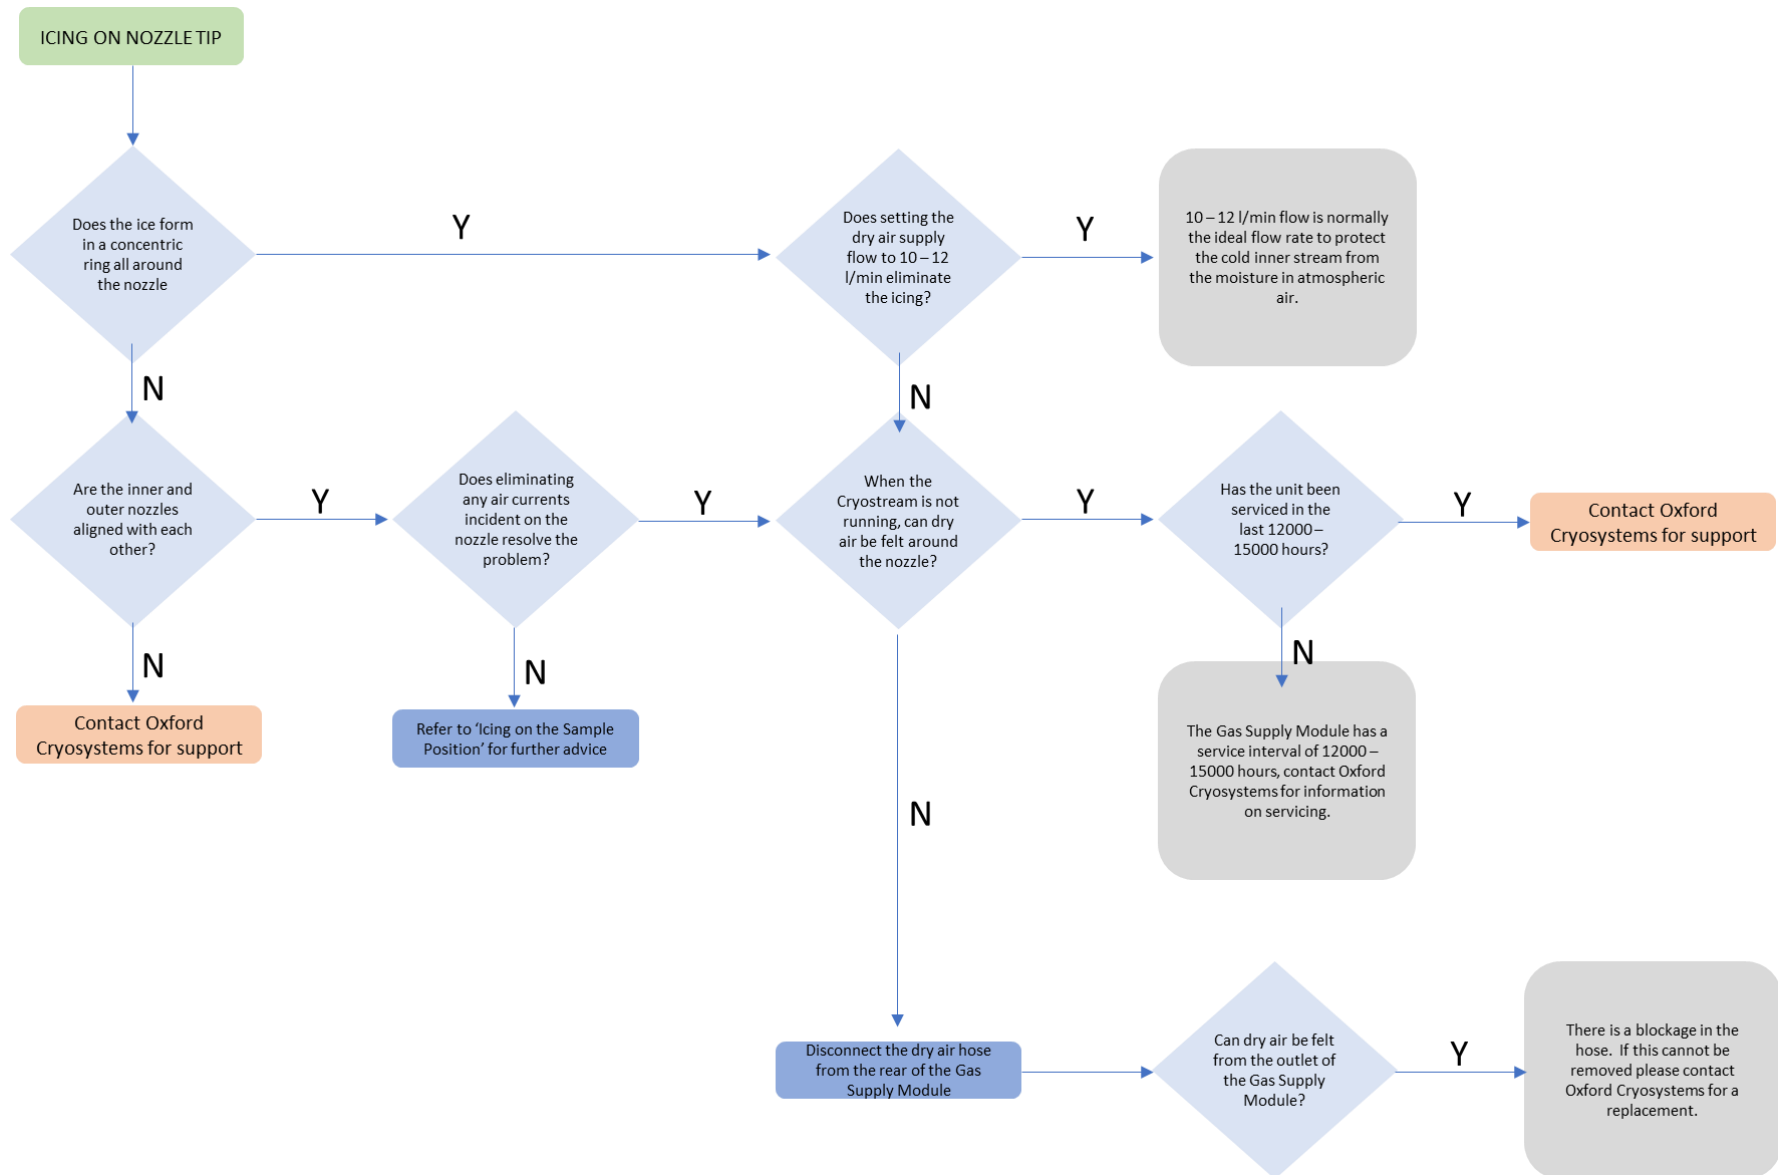 ICING ON NOZZLE TIP
Does the ice form
in a concentric
ring all around
the nozzle
Y
Does setting the
dry air supply
flow to 10 – 12
l/min eliminate
the icing?
Y
10 – 12 l/min flow is normally
the ideal flow rate to protect
the cold inner stream from
the moisture in atmospheric
air.
N
N
Are the inner and
outer nozzles
aligned with each
other?
Y
Does eliminating
any air currents
incident on the
nozzle resolve the
problem?
Y
When the
Cryostream is not
running, can dry
air be felt around
the nozzle?
Y
Has the unit been
serviced in the
last 12000 –
15000 hours?
Y
Contact Oxford
Cryosystems for support
N
N
N
Contact Oxford
Cryosystems for support
Refer to ‘Icing on the Sample
Position’ for further advice
The Gas Supply Module has a
service interval of 12000 –
15000 hours, contact Oxford
Cryosystems for information
on servicing.
N
Disconnect the dry air hose
from the rear of the Gas
Supply Module
Can dry air be felt
from the outlet of
the Gas Supply
Module?
Y
There is a blockage in the
hose. If this cannot be
removed please contact
Oxford Cryosystems for a
replacement.